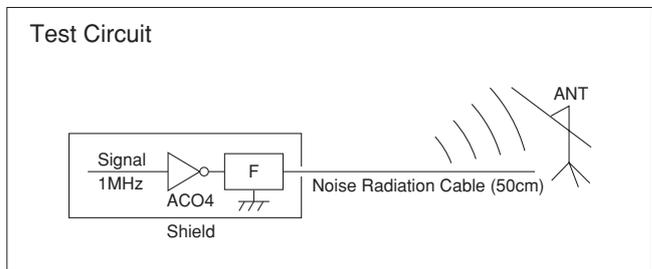 Test Circuit
ANT
Signal
1MHz
F
ACO4
Noise Radiation Cable (50cm)
Shield